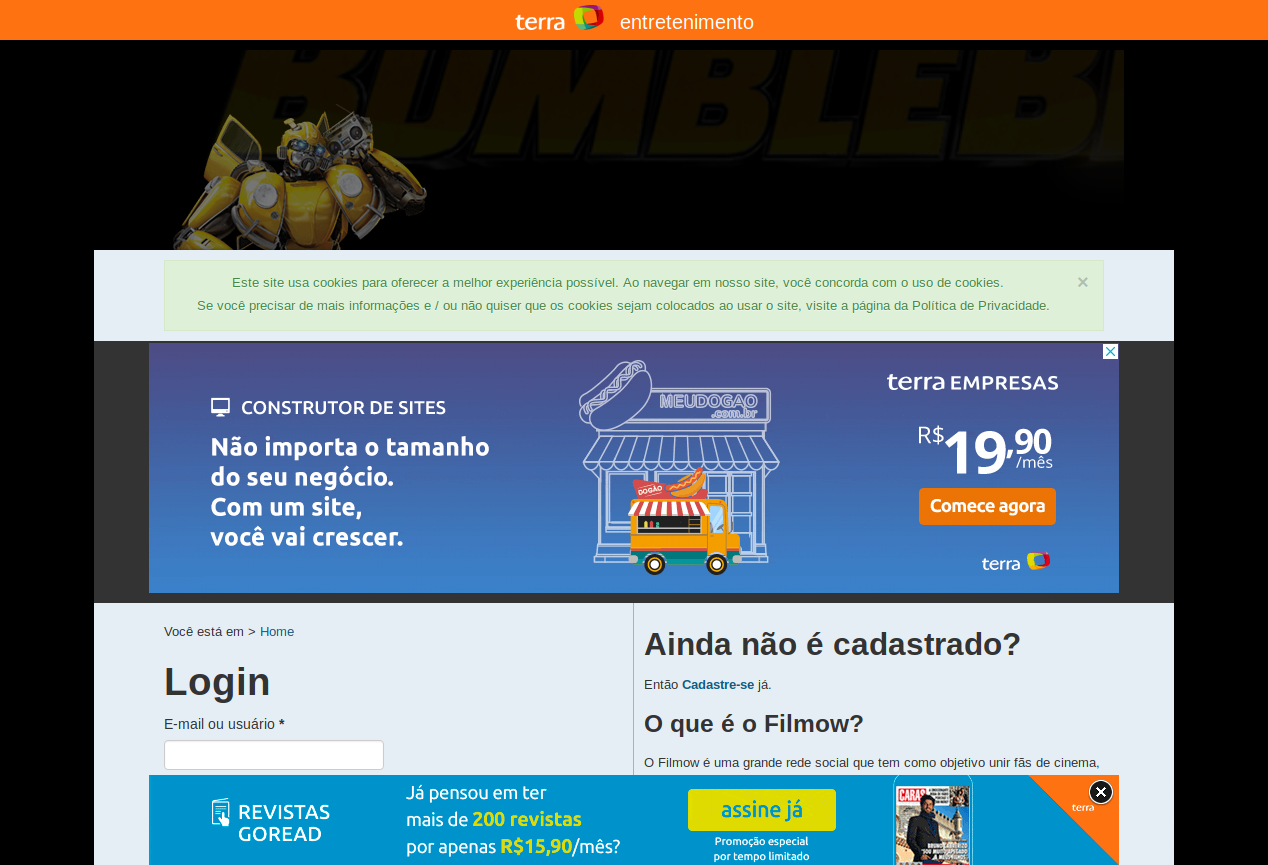 terra entretenimento
BUMBLEB
Este site usa cookies para oferecer a melhor experiência possível. Ao navegar em nosso site, você concorda com o uso de cookies.
×
Se você precisar de mais informações e / ou não quiser que os cookies sejam colocados ao usar o site, visite a página da Política de Privacidade.
CONSTRUTOR DE SITES
Não importa o tamanho
do seu negócio.
Com um site,
você vai crescer.
MEUDOGAO
.com.br
DOGÃO
terra EMPRESAS
R$19,90
/mês
Comece agora
terra
Você está em > Home
Login
E-mail ou usuário *
Ainda não é cadastrado?
Então Cadastre-se já.
O que é o Filmow?
O Filmow é uma grande rede social que tem como objetivo unir fãs de cinema,
REVISTAS
GOREAD
Já pensou em ter
mais de 200 revistas
por apenas R$15,90/mês?
assine já
Promoção especial
por tempo limitado
CARAS
terra